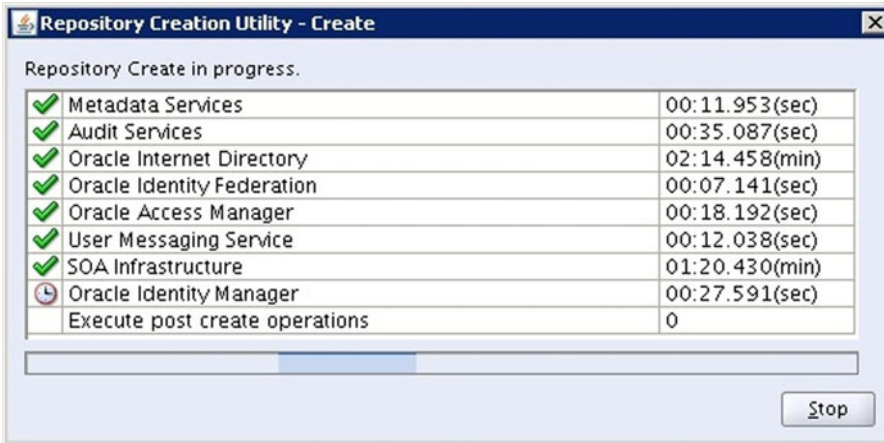 Repository Creation Utility - Create
Repository Create in progress.
Metadata Services 00:11.953(sec)
Audit Services 00:35.087(sec)
Oracle Internet Directory 02:14.458(min)
Oracle Identity Federation 00:07.141(sec)
Oracle Access Manager 00:18.192(sec)
User Messaging Service 00:12.038(sec)
SOA Infrastructure 01:20.430(min)
Oracle Identity Manager 00:27.591(sec)
Execute post create operations 0
Stop